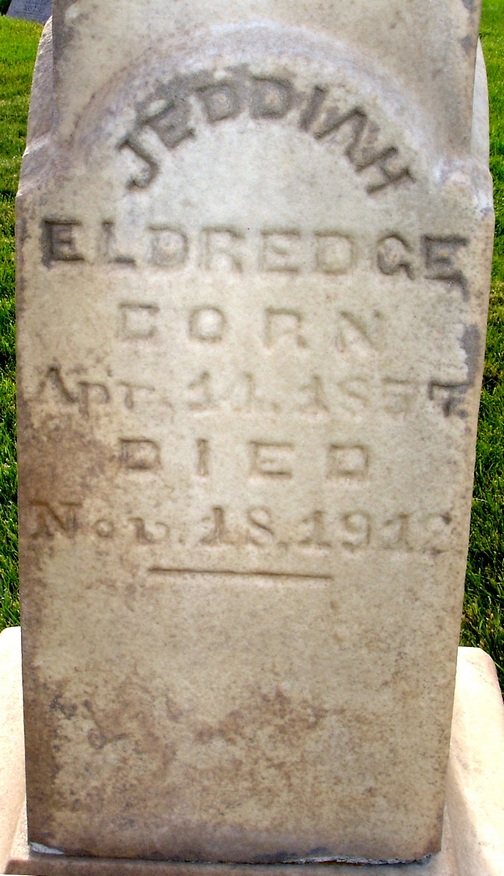 JEDDIAH
ELDREDGE
BORN
Apr. 11, 1857
DIED
Nov. 18, 1912